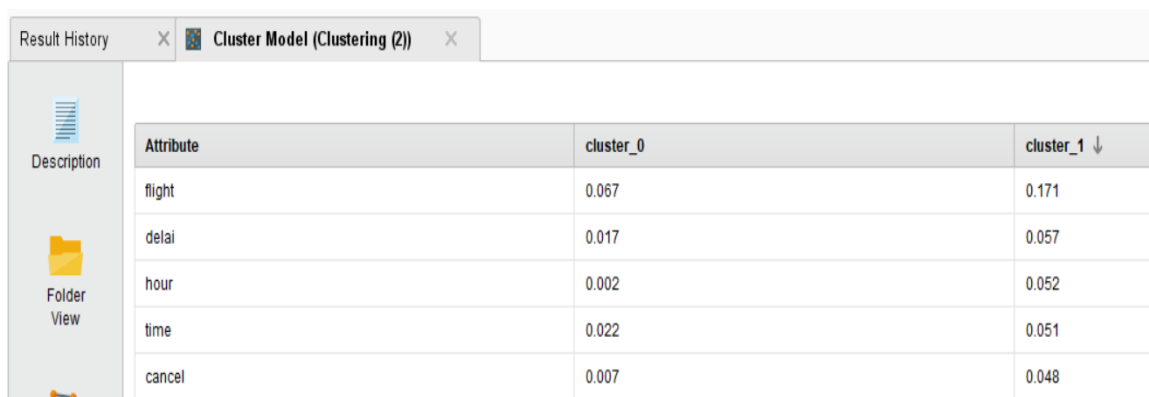 Result History Cluster Model (Clustering (2))
Description
Folder
View
Attribute cluster_0 cluster_1
flight 0.067 0.171
delai 0.017 0.057
hour 0.002 0.052
time 0.022 0.051
cancel 0.007 0.048